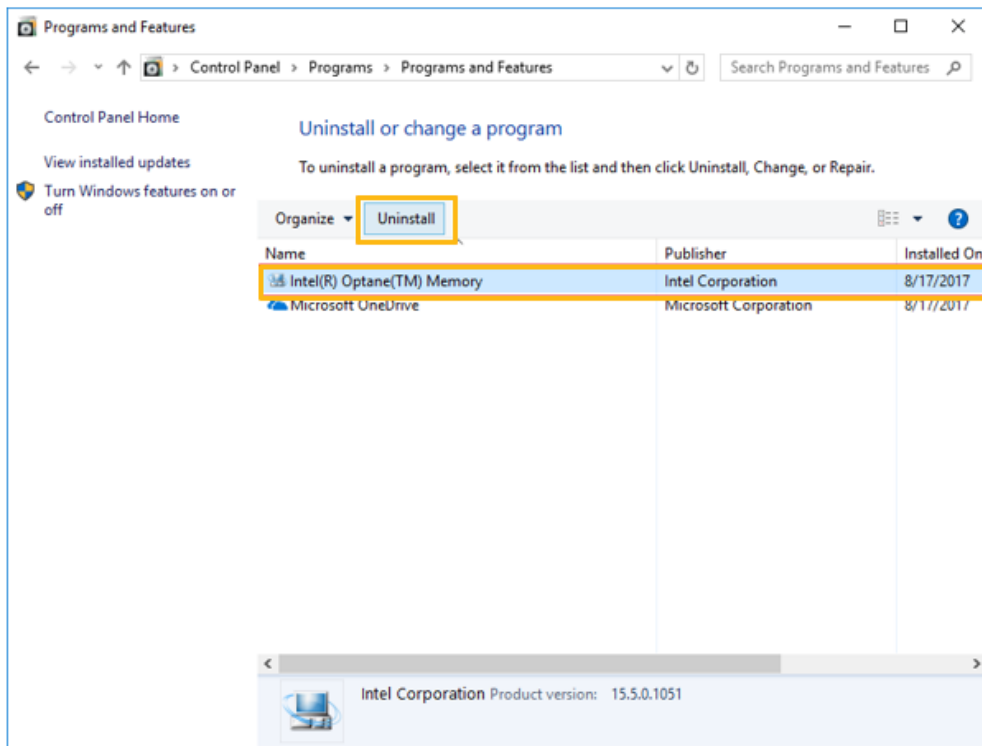 Programs and Features
Control Panel > Programs > Programs and Features
Search Programs and Features
Control Panel Home
View installed updates
Turn Windows features on or
off
Uninstall or change a program
To uninstall a program, select it from the list and then click Uninstall, Change, or Repair.
Organize Uninstall
Name Publisher Installed On
Intel(R) Optane(TM) Memory Intel Corporation 8/17/2017
Microsoft OneDrive Microsoft Corporation 8/17/2017
Intel Corporation Product version: 15.5.0.1051